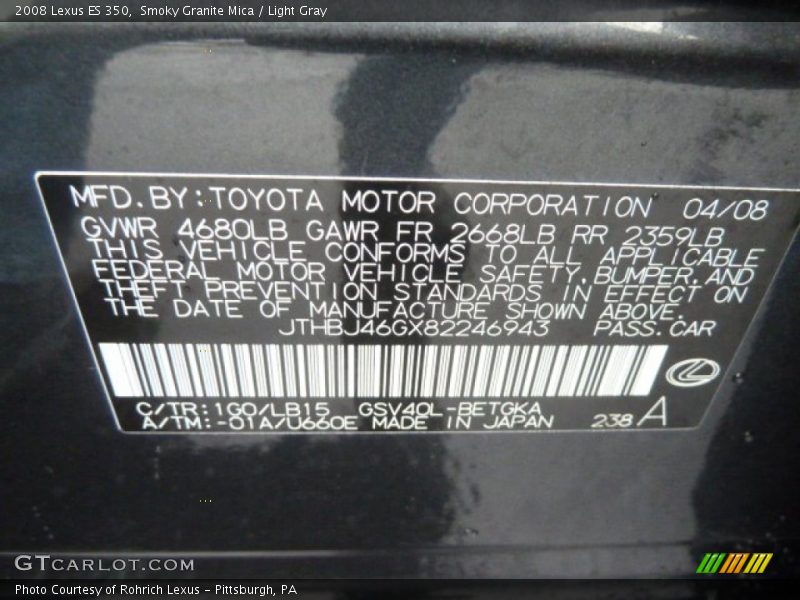 2008 Lexus ES 350, Smoky Granite Mica / Light Gray
MFD. BY: TOYOTA MOTOR CORPORATION 04/08
GVWR 4680LB GAWR FR 2668LB RR 2359LB
THIS VEHICLE CONFORMS TO ALL APPLICABLE
FEDERAL MOTOR VEHICLE SAFETY, BUMPER, AND
THEFT PREVENTION STANDARDS IN EFFECT ON
THE DATE OF MANUFACTURE SHOWN ABOVE.
JTHBJ46GX82246943 PASS. CAR
C/TR: 1G0/LB15 GSV40L-BETGKA
A/TM: -01A/U660E MADE IN JAPAN 238 A
GTCARLOT.COM
Photo Courtesy of Rohrich Lexus - Pittsburgh, PA